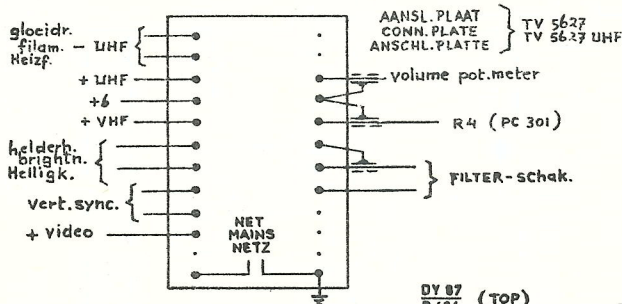 gloeidr.
filam.
Heizf.
- UHF
+ UHF
+6
+ VHF
helderh.
brightn.
Helligk.
vert.sync.
+ video
NET
MAINS
NETZ
AANSL. PLAAT
CONN. PLATE
ANSCHL. PLATTE
TV 5627
TV 5627 UHF
volume pot.meter
R4 (PC 301)
FILTER-schak.
DY 87
(TOP)